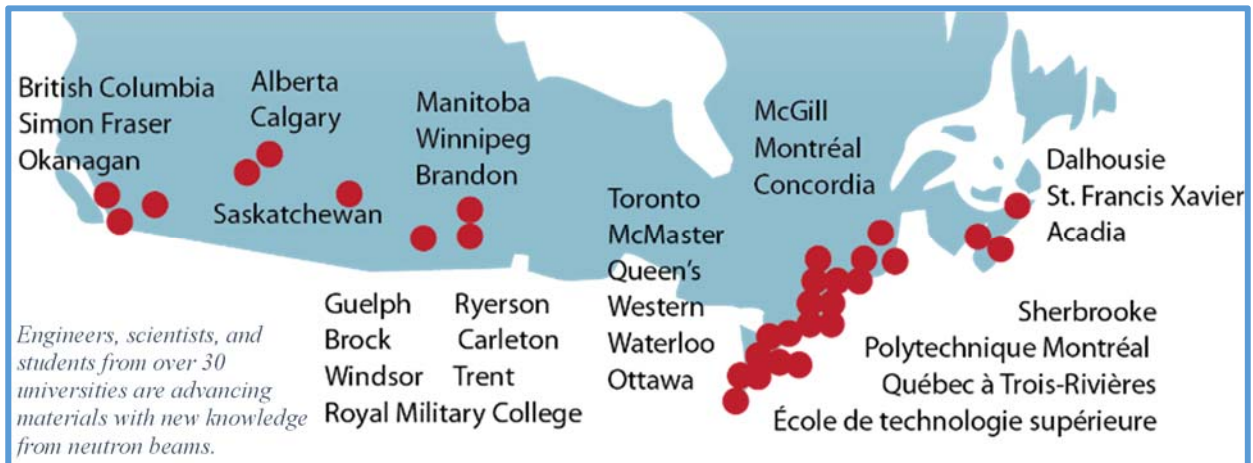 British Columbia
Simon Fraser
Okanagan
Alberta
Calgary
Saskatchewan
Manitoba
Winnipeg
Brandon
Toronto
McMaster
Queen's
Western
Waterloo
Ottawa
McGill
Montréal
Concordia
Dalhousie
St. Francis Xavier
Acadia
Engineers, scientists, and
students from over 30
universities are advancing
materials with new knowledge
from neutron beams.
Guelph
Brock
Windsor
Royal Military College
Ryerson
Carleton
Trent
Sherbrooke
Polytechnique Montréal
Québec à Trois-Rivières
École de technologie supérieure